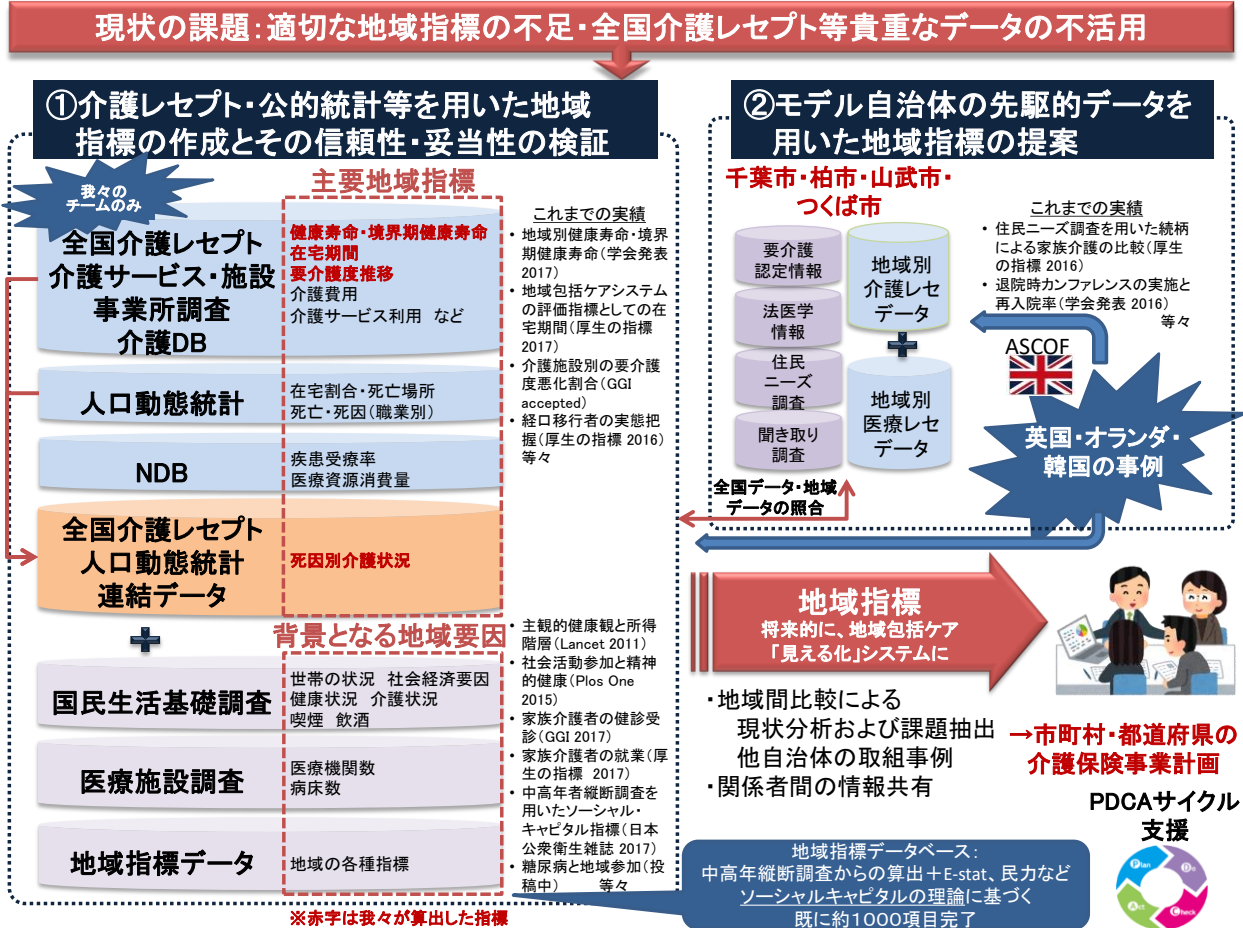 現状の課題:適切な地域指標の不足・全国介護レセプト等貴重なデータの不活用
①介護レセプト・公的統計等を用いた地域
指標の作成とその信頼性・妥当性の検証
我々の
チームのみ
主要地域指標
全国介護レセプト
介護サービス・施設
事業所調査
介護DB
健康寿命・境界期健康寿命
在宅期間
要介護度推移
介護費用
介護サービス利用 など
人口動態統計
在宅割合・死亡場所
死亡・死因(職業別)
NDB
疾患受療率
医療資源消費量
全国介護レセプト
人口動態統計
連結データ
死因別介護状況
これまでの実績
・地域別健康寿命・境界
期健康寿命(学会発表
2017)
・地域包括ケアシステム
の評価指標としての在
宅期間(厚生の指標
2017)
・介護施設別の要介護
度悪化割合(GGI
accepted)
・経口移行者の実態把
握(厚生の指標 2016)
等々
背景となる地域要因
国民生活基礎調査
世帯の状況 社会経済要因
健康状況 介護状況
喫煙 飲酒
医療施設調査
医療機関数
病床数
地域指標データ
地域の各種指標
・主観的健康観と所得
階層(Lancet 2011)
・社会活動参加と精神
的健康(Plos One
2015)
・家族介護者の健診受
診(GGI 2017)
・家族介護者の就業(厚
生の指標 2017)
・中高年者縦断調査を
用いたソーシャル・
キャピタル指標(日本
公衆衛生雑誌 2017)
・糖尿病と地域参加(投
稿中) 等々
※赤字は我々が算出した指標
②モデル自治体の先駆的データを
用いた地域指標の提案
千葉市・柏市・山武市・
つくば市
要介護
認定情報
法医学
情報
住民
ニーズ
調査
聞き取り
調査
地域別
介護レセ
データ
地域別
医療レセ
データ
これまでの実績
・住民ニーズ調査を用いた続柄
による家族介護の比較(厚生
の指標 2016)
・退院時カンファレンスの実施と
再入院率(学会発表 2016)
等々
ASCOF
英国・オランダ・
韓国の事例
全国データ・地域
データの照合
地域指標
将来的に、地域包括ケア
「見える化」システムに
・地域間比較による
現状分析および課題抽出
他自治体の取組事例
・関係者間の情報共有
→市町村・都道府県の
介護保険事業計画
PDCAサイクル
支援
Plan
Do
Check
Act
地域指標データベース:
中高年縦断調査からの算出+E-stat、民力など
ソーシャルキャピタルの理論に基づく
既に約1000項目完了